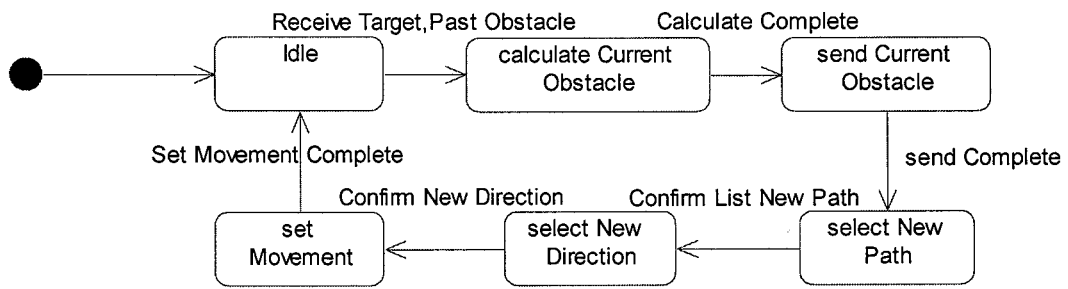 Receive Target,Past Obstacle
Calculate Complete
Idle
calculate Current
Obstacle
send Current
Obstacle
Set Movement Complete
send Complete
Confirm New Direction
Confirm List New Path
set
Movement
select New
Direction
select New
Path